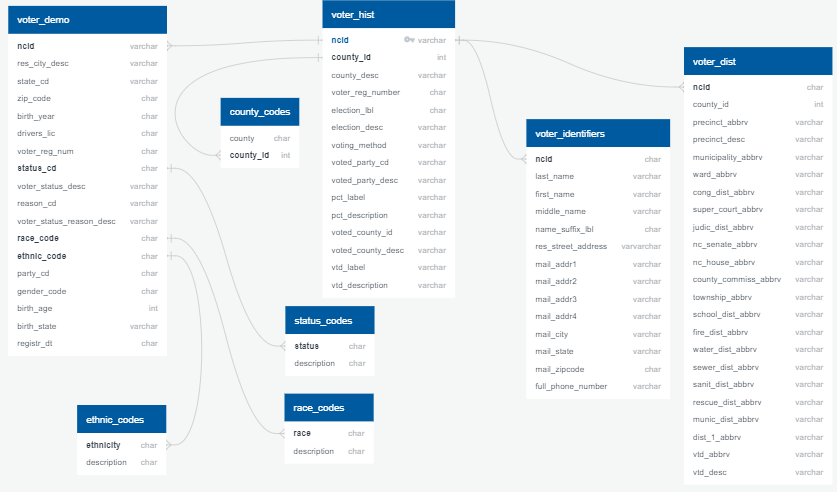 voter_demo
ncid varchar
res_city_desc varchar
state_cd varchar
zip_code char
birth_year char
drivers_lic char
voter_reg_num char
status_cd char
voter_status_desc varchar
reason_cd varchar
voter_status_reason_desc varchar
race_code char
ethnic_code char
party_cd char
gender_code char
birth_age int
birth_state varchar
registr_dt char
voter_hist
ncid varchar
county_id int
county_desc varchar
voter_reg_number char
election_lbl char
election_desc varchar
voting_method varchar
voted_party_cd varchar
voted_party_desc varchar
pct_label varchar
pct_description varchar
voted_county_id varchar
voted_county_desc varchar
vtd_label varchar
vtd_description varchar
county_codes
county char
county_id int
voter_identifiers
ncid char
last_name varchar
first_name varchar
middle_name varchar
name_suffix_lbl char
res_street_address varvarchar
mail_addr1 varchar
mail_addr2 varchar
mail_addr3 varchar
mail_addr4 varchar
mail_city varchar
mail_state varchar
mail_zipcode char
full_phone_number varchar
voter_dist
ncid char
county_id int
precinct_abbrv varchar
precinct_desc varchar
municipality_abbrv varchar
ward_abbrv varchar
cong_dist_abbrv varchar
super_court_abbrv varchar
judic_dist_abbrv varchar
nc_senate_abbrv varchar
nc_house_abbrv varchar
county_commiss_abbrv varchar
township_abbrv varchar
school_dist_abbrv varchar
fire_dist_abbrv varchar
water_dist_abbrv varchar
sewer_dist_abbrv varchar
sanit_dist_abbrv varchar
rescue_dist_abbrv varchar
munic_dist_abbrv varchar
dist_1_abbrv varchar
vtd_abbrv varchar
vtd_desc varchar
status_codes
status char
description char
race_codes
race char
description char
ethnic_codes
ethnicity char
description char